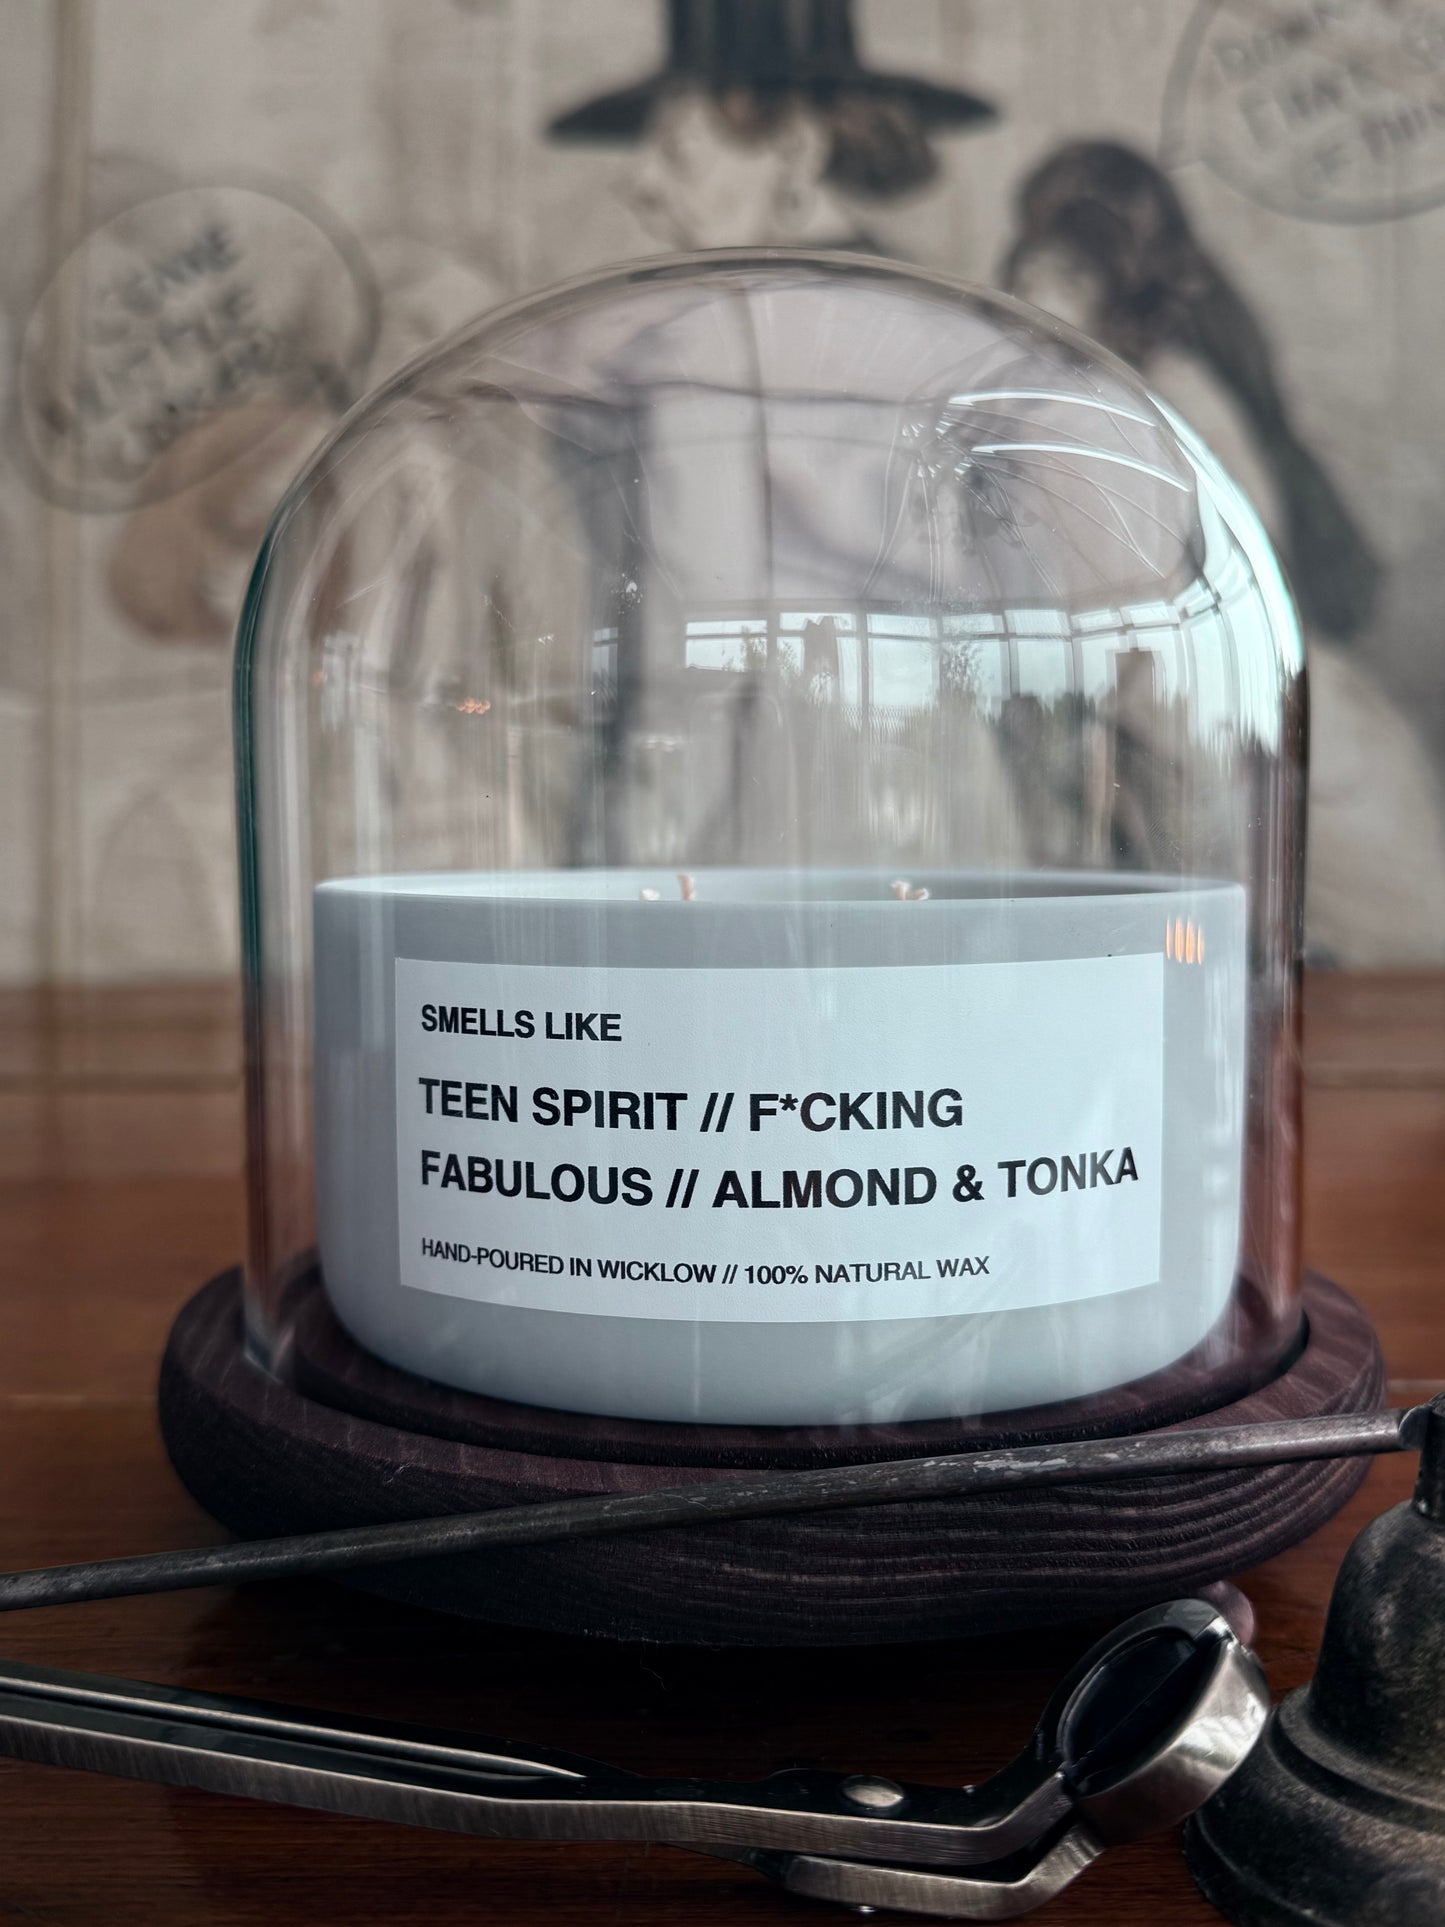 SMELLS LIKE
TEEN SPIRIT // F*CKING
FABULOUS // ALMOND & TONKA
HAND-POURED IN WICKLOW // 100% NATURAL WAX